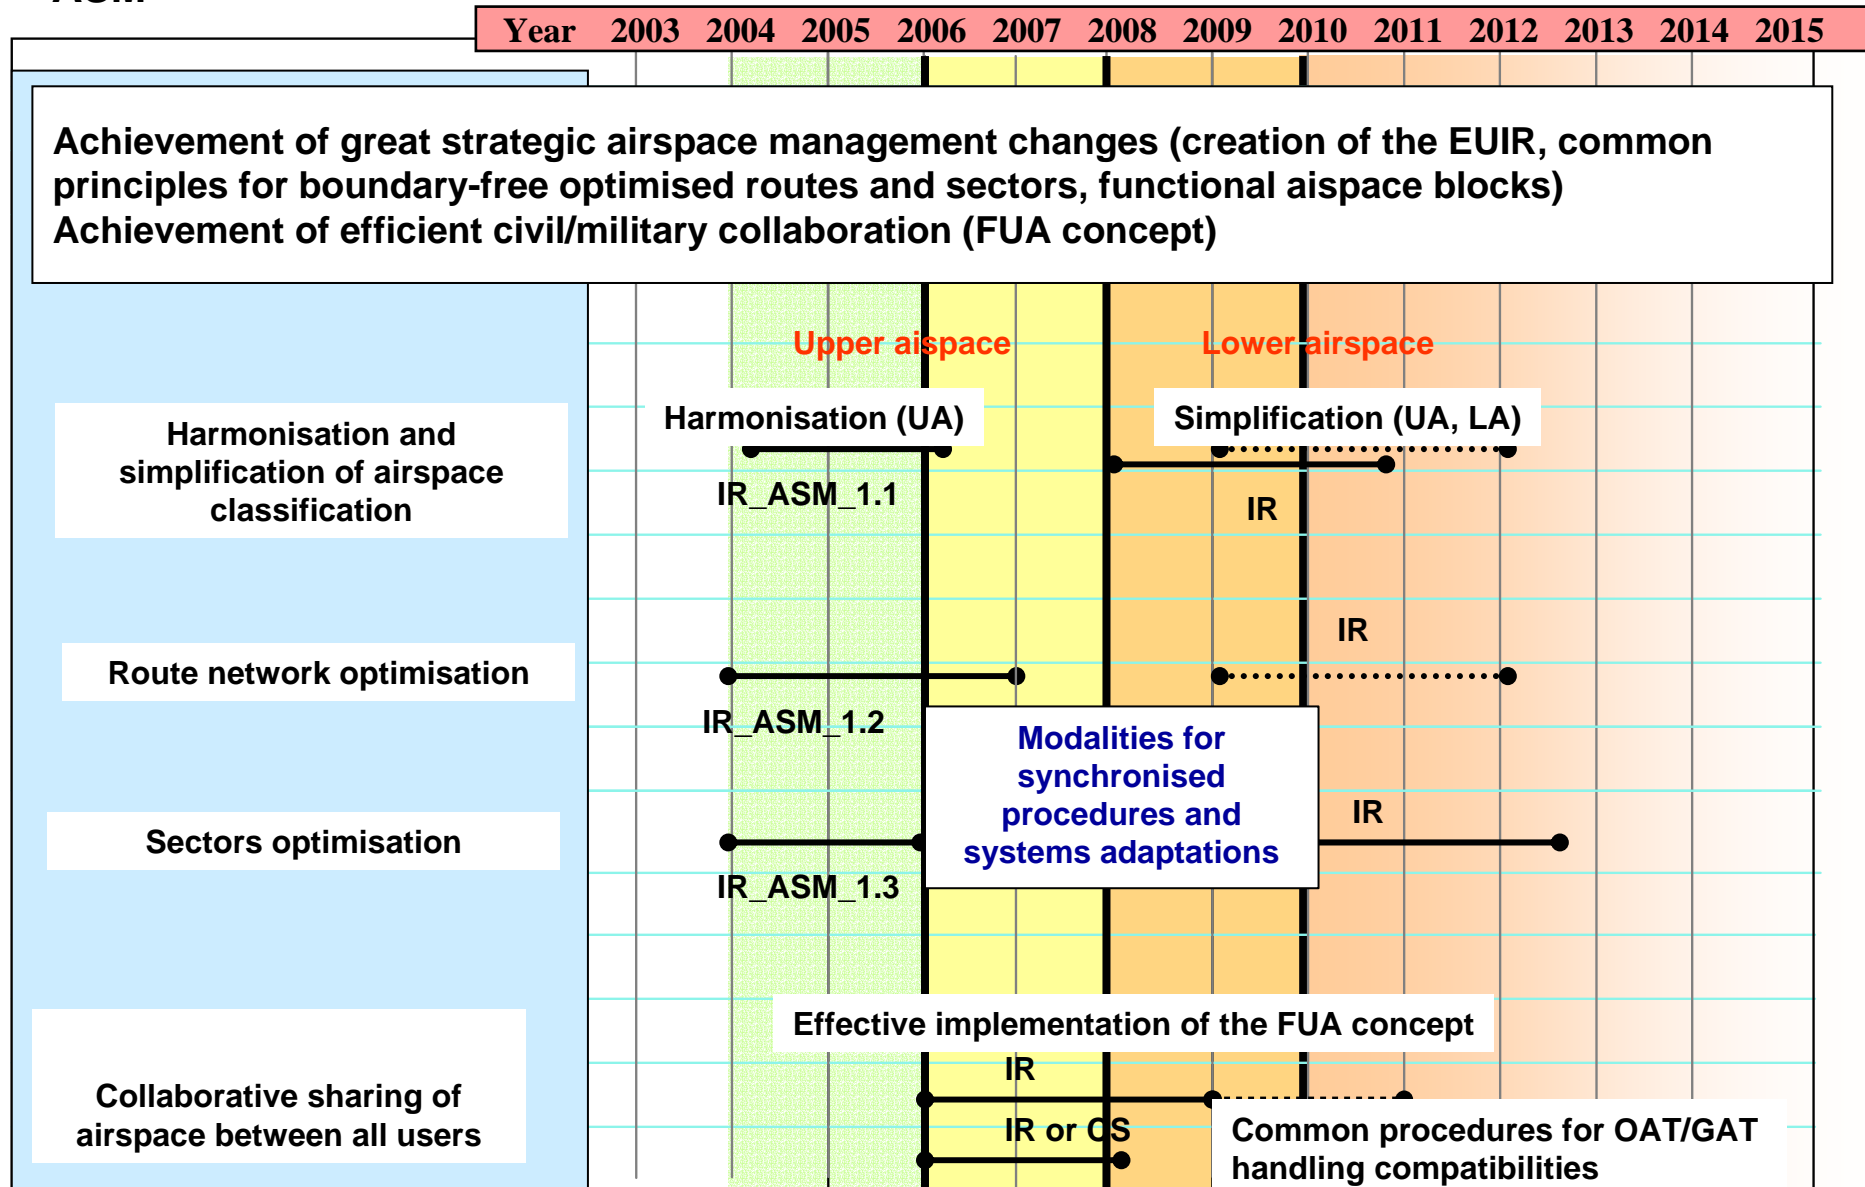 ASM
Year 2003 2004 2005 2006 2007 2008 2009 2010 2011 2012 2013 2014 2015
Achievement of great strategic airspace management changes (creation of the EUIR, common
principles for boundary-free optimised routes and sectors, functional aispace blocks)
Achievement of efficient civil/military collaboration (FUA concept)
Upper aispace
Lower airspace
Harmonisation and
simplification of airspace
classification
Harmonisation (UA)
Simplification (UA, LA)
IR_ASM_1.1
IR
Route network optimisation
IR
IR_ASM_1.2
Modalities for
synchronised
procedures and
systems adaptations
Sectors optimisation
IR
IR_ASM_1.3
Effective implementation of the FUA concept
Collaborative sharing of
airspace between all users
IR
IR or CS
Common procedures for OAT/GAT
handling compatibilities